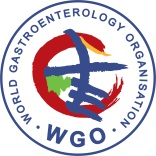 WORLD GASTROENTEROLOGY ORGANISATION
· WGO ·